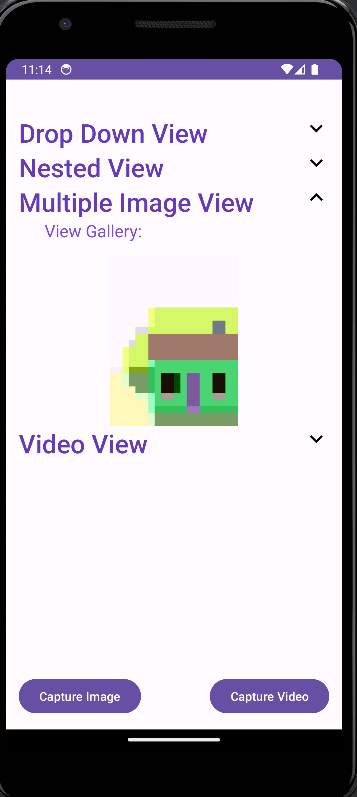 11:14
Drop Down View
Nested View
Multiple Image View
View Gallery:
Video View
Capture Image
Capture Video